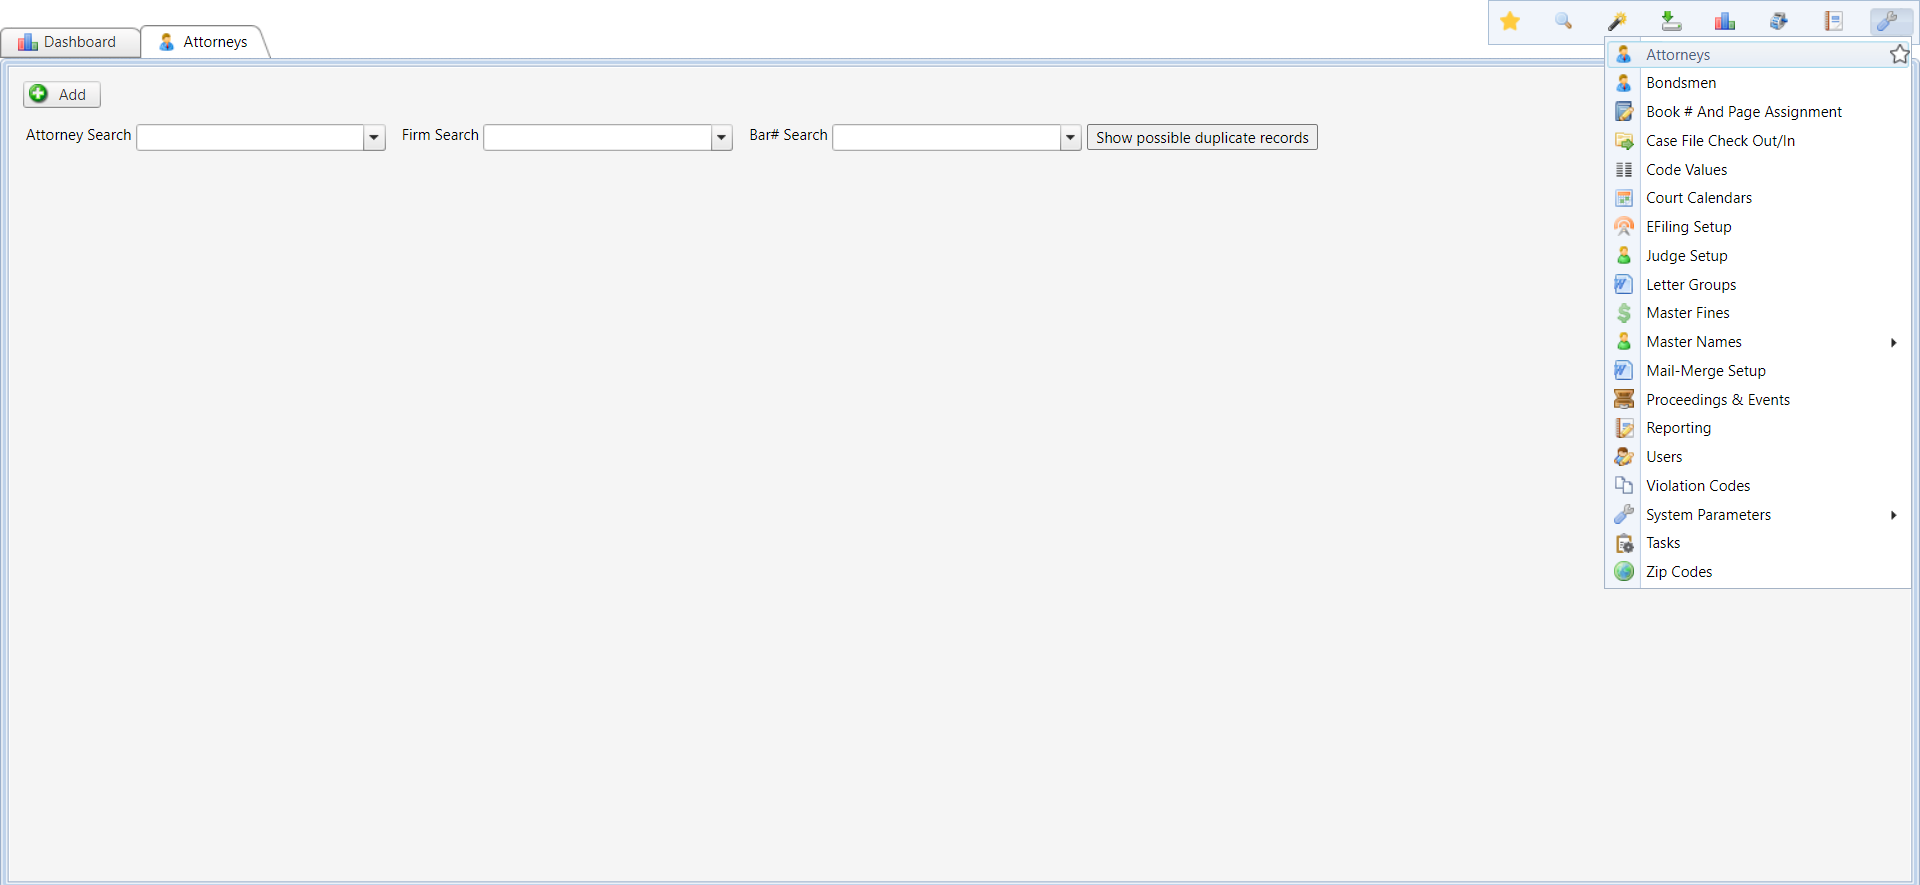 Dashboard
Attorneys
Add
Attorney Search
Firm Search
Bar# Search
Show possible duplicate records
Attorneys
Bondsmen
Book # And Page Assignment
Case File Check Out/In
Code Values
Court Calendars
EFiling Setup
Judge Setup
Letter Groups
Master Fines
Master Names
Mail-Merge Setup
Proceedings & Events
Reporting
Users
Violation Codes
System Parameters
Tasks
Zip Codes